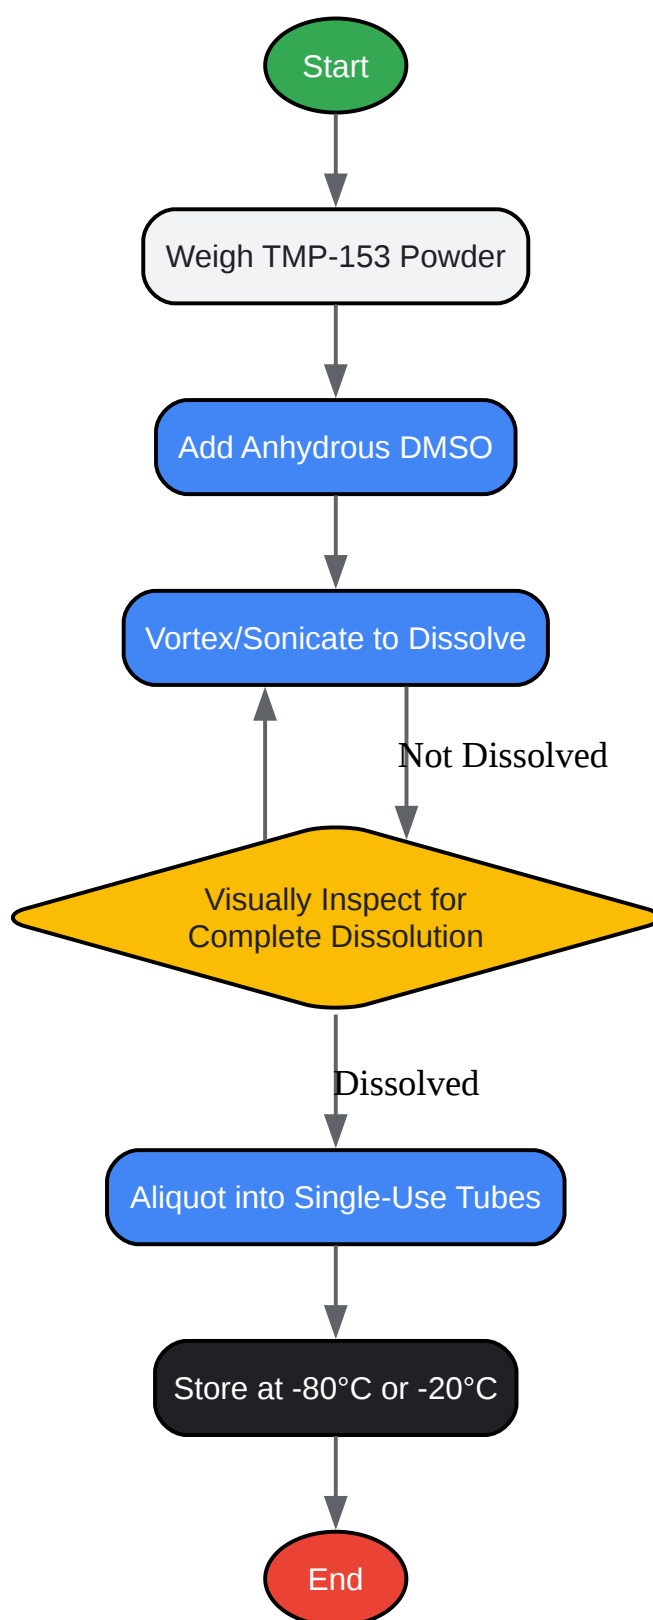 Start
Weigh TMP-153 Powder
Add Anhydrous DMSO
Vortex/Sonicate to Dissolve
Not Dissolved
Visually Inspect for
Complete Dissolution
Dissolved
Aliquot into Single-Use Tubes
Store at -80°C or -20°C
End